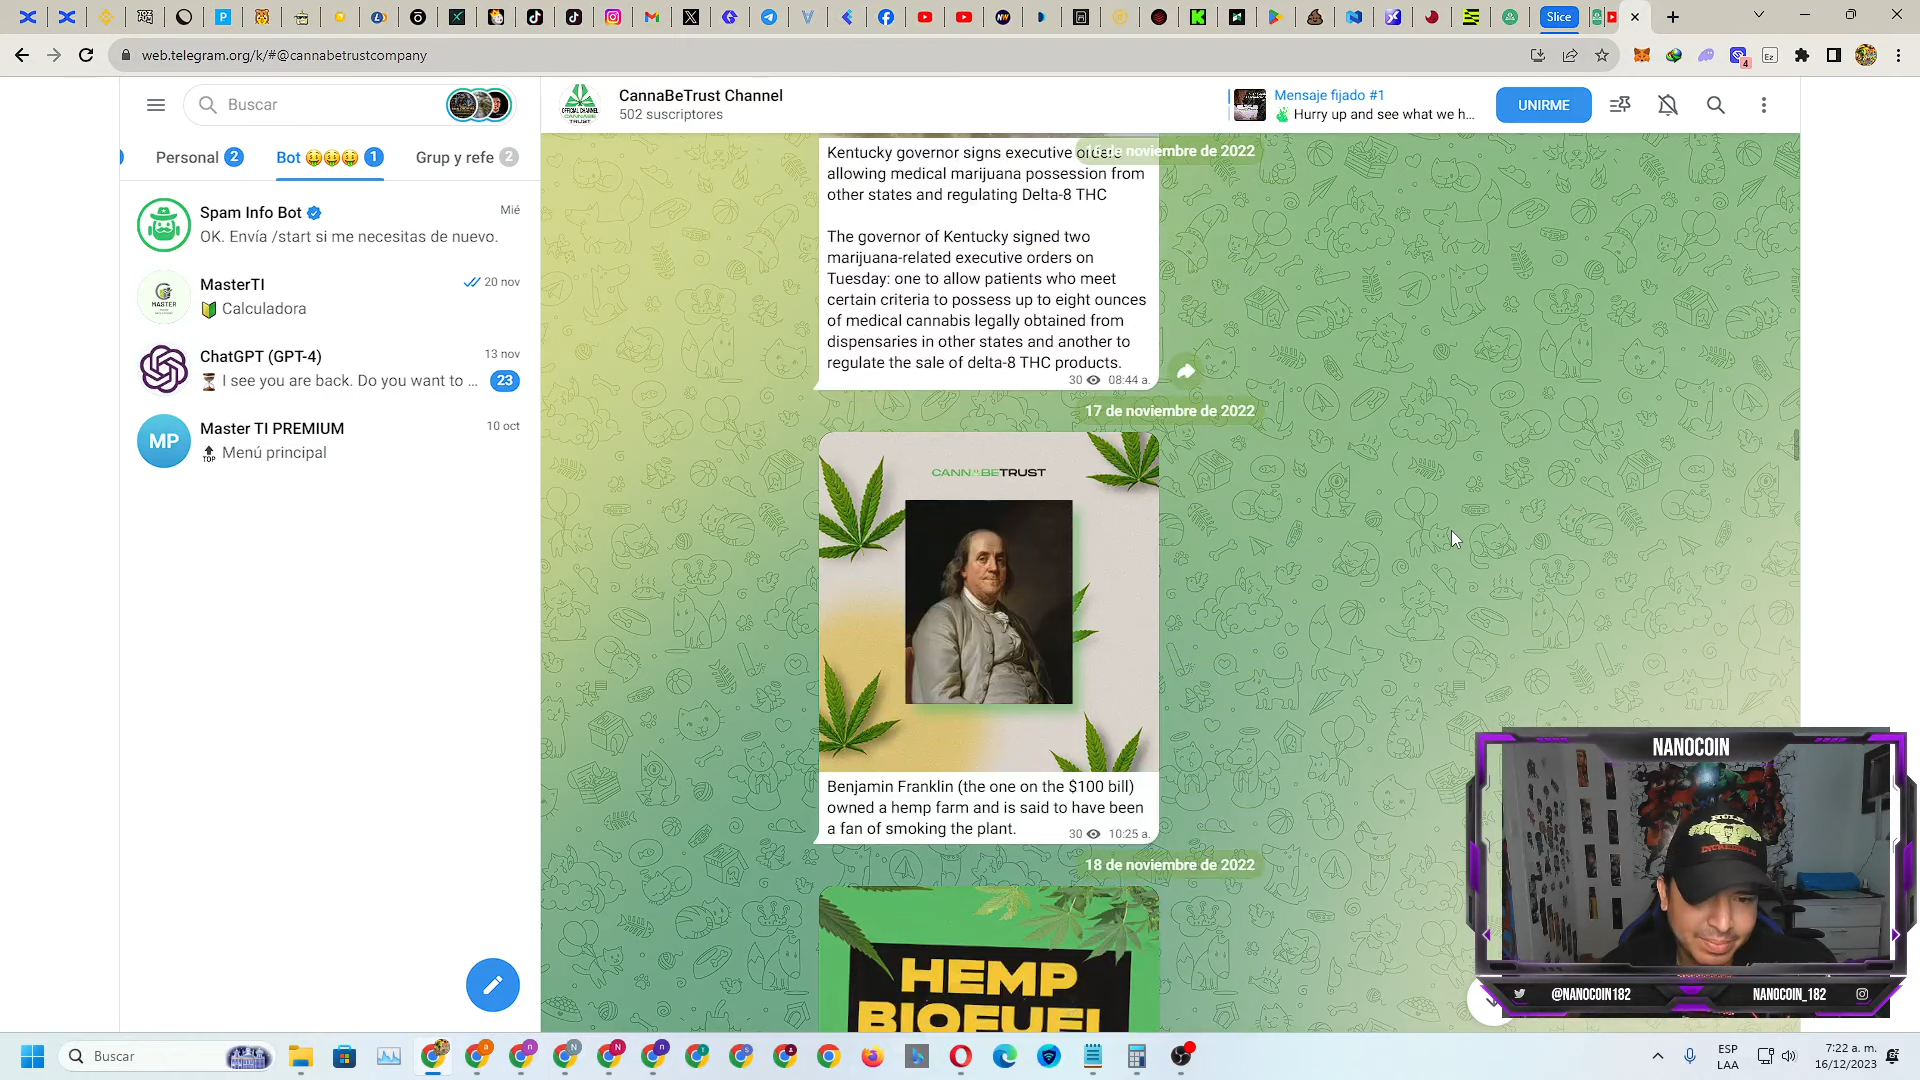 Slice
web.telegram.org/k/#@cannabetrustcompany
4
Ez
Buscar
Personal 2
Bot 🤑🤑🤑 1
Grup y refe 2
Spam Info Bot
Mié
OK. Envía /start si me necesitas de nuevo.
MasterTI
20 nov
🔰 Calculadora
ChatGPT (GPT-4)
13 nov
⏳ I see you are back. Do you want to ...
23
MP
Master TI PREMIUM
10 oct
🔝 Menú principal
CannaBeTrust Channel
502 suscriptores
Mensaje fijado #1
Hurry up and see what we h...
UNIRME
16 de noviembre de 2022
Kentucky governor signs executive orders
allowing medical marijuana possession from
other states and regulating Delta-8 THC
The governor of Kentucky signed two
marijuana-related executive orders on
Tuesday: one to allow patients who meet
certain criteria to possess up to eight ounces
of medical cannabis legally obtained from
dispensaries in other states and another to
regulate the sale of delta-8 THC products.
30 08:44 a.
17 de noviembre de 2022
CANNABETRUST
Benjamin Franklin (the one on the $100 bill)
owned a hemp farm and is said to have been
a fan of smoking the plant.
30 10:25 a.
18 de noviembre de 2022
HEMP
BIOFUEL
NANOCOIN
HULK
INCREDIBLE
@NANOCOIN182
NANOCOIN_182
Buscar
ESP
LAA
7:22 a. m.
16/12/2023